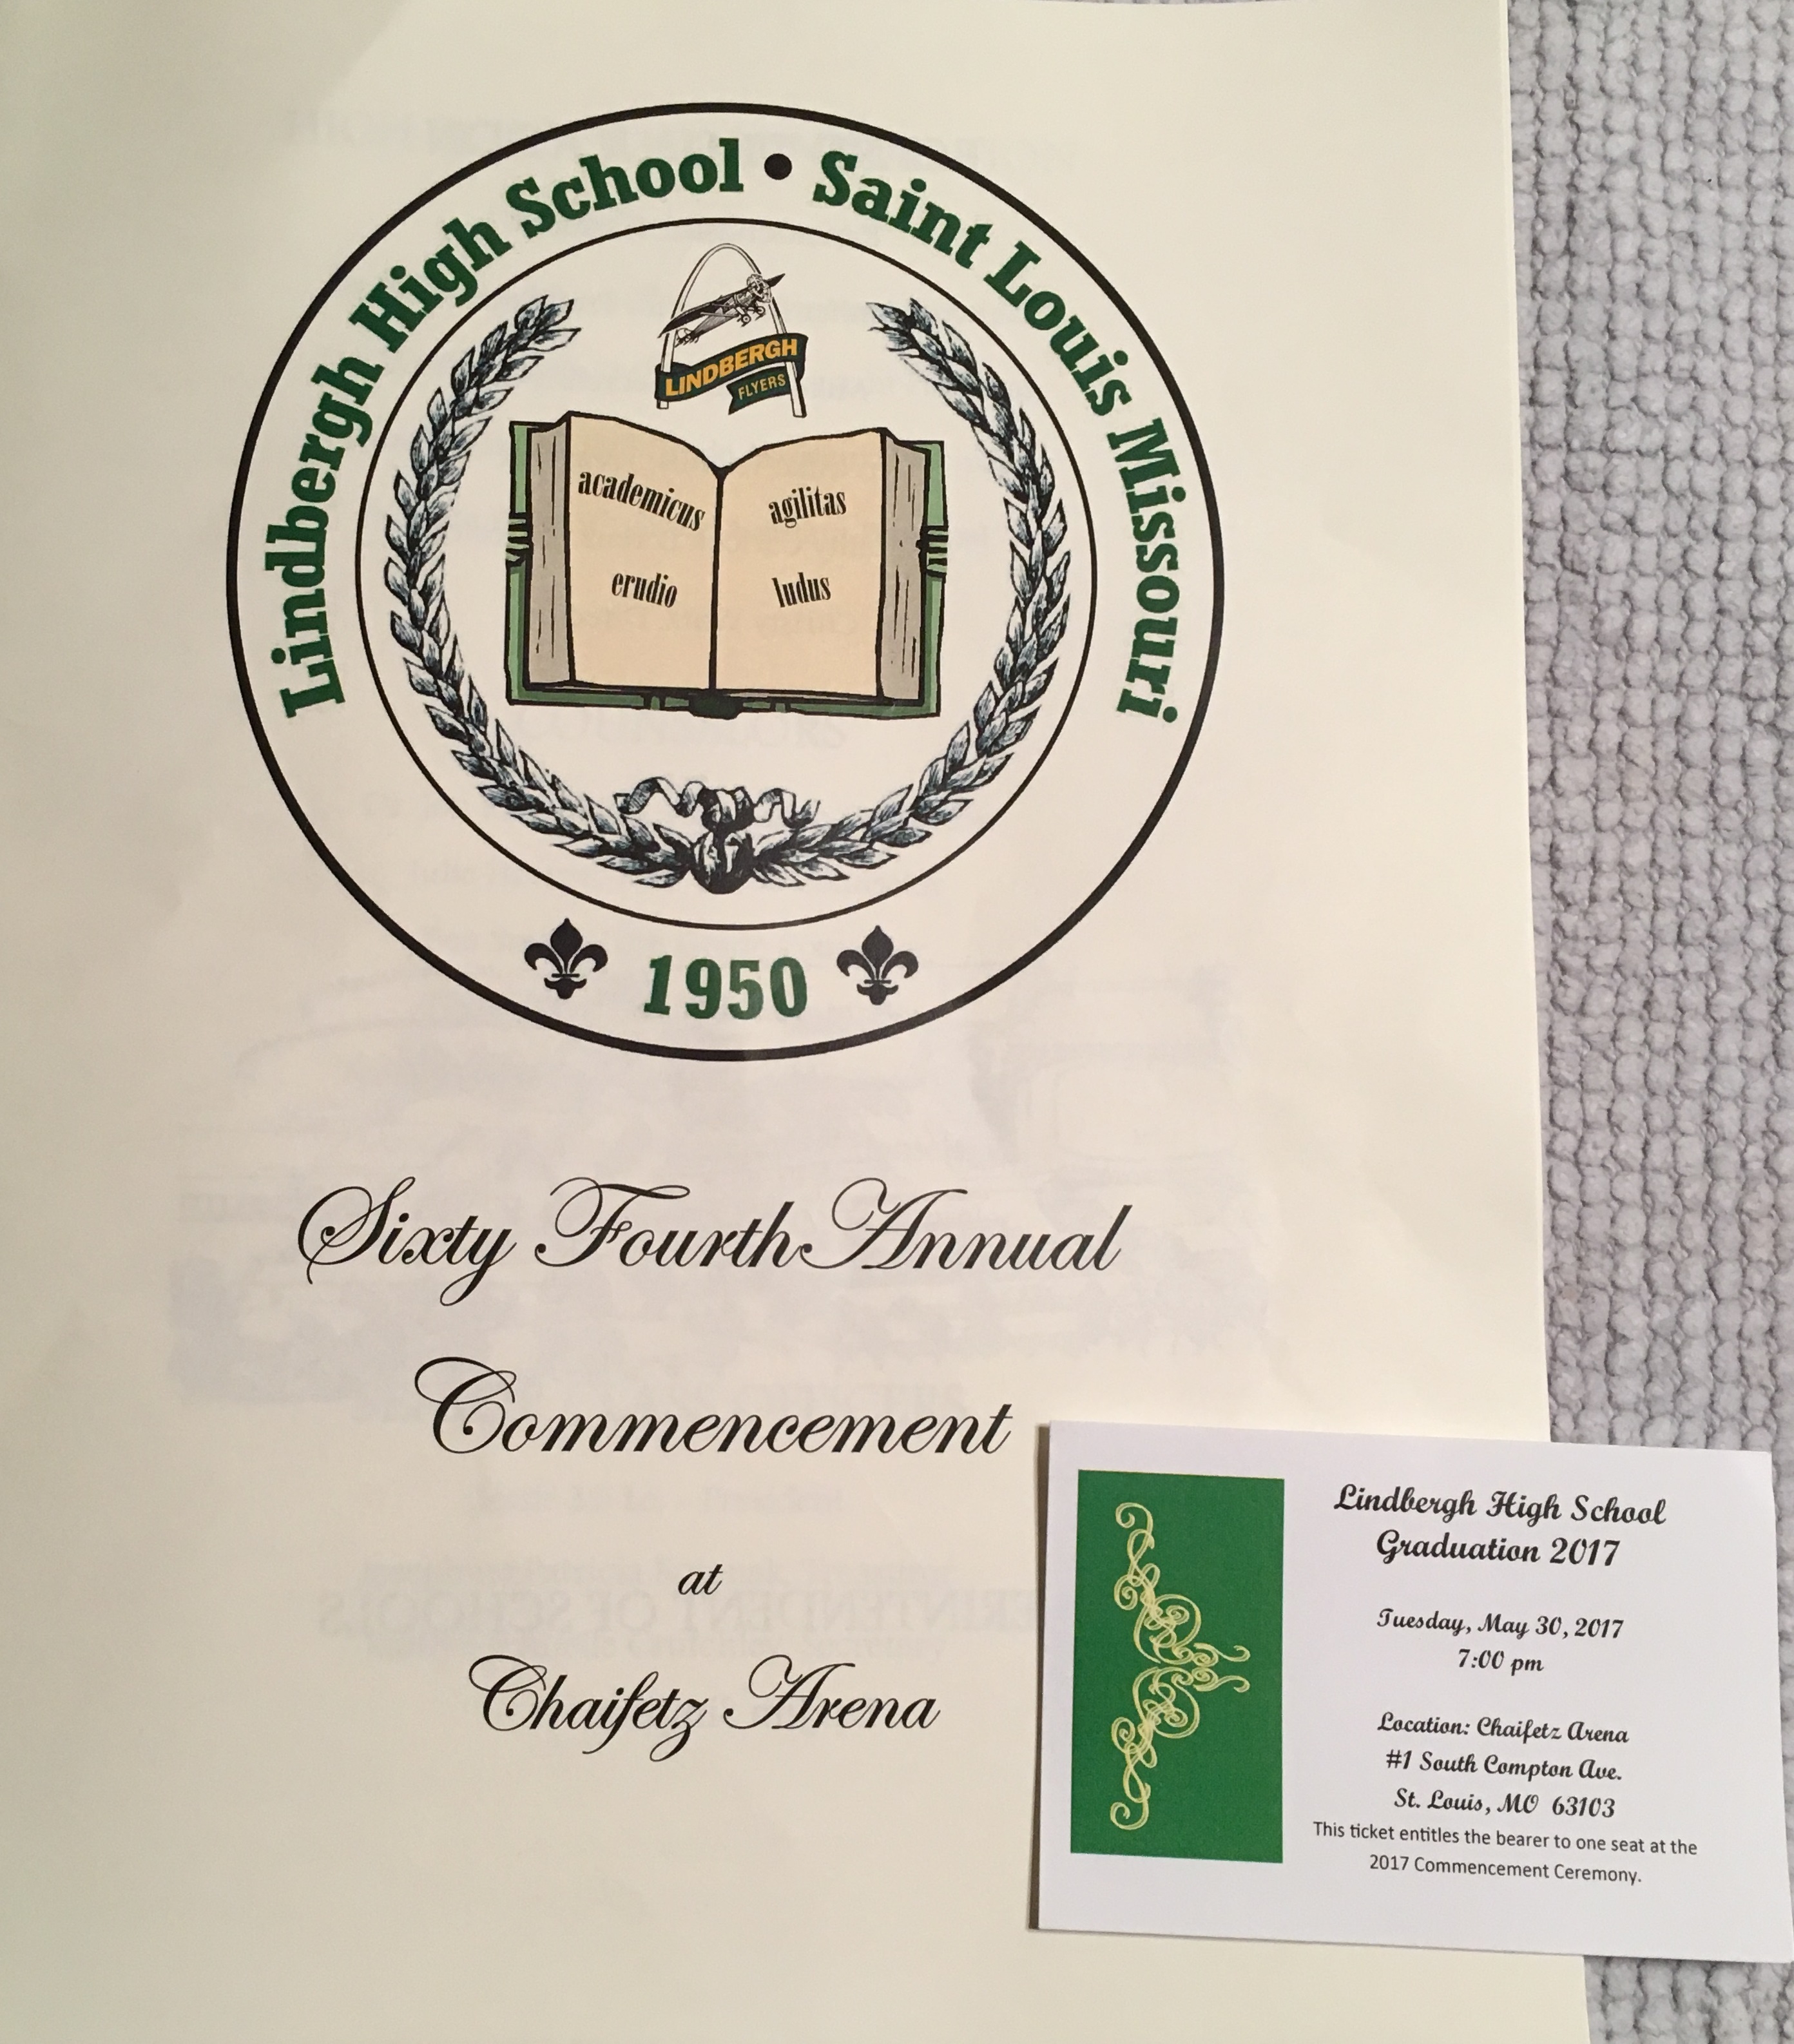 Lindbergh High School • Saint Louis Missouri
LINDBERGH
FLYERS
academicus
erudio
agilitas
ludus
1950
Sixty Fourth Annual
Commencement
at
Chaifetz Arena
Lindbergh High School
Graduation 2017
Tuesday, May 30, 2017
7:00 pm
Location: Chaifetz Arena
#1 South Compton Ave.
St. Louis, MO 63103
This ticket entitles the bearer to one seat at the
2017 Commencement Ceremony.